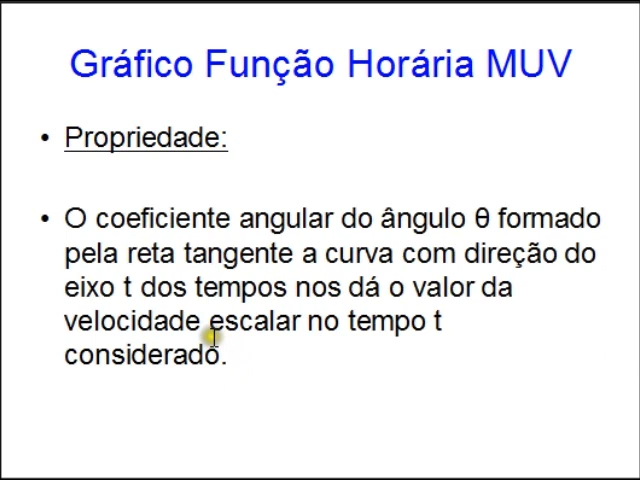 Gráfico Função Horária MUV
• Propriedade:
• O coeficiente angular do ângulo θ formado
pela reta tangente a curva com direção do
eixo t dos tempos nos dá o valor da
velocidade escalar no tempo t
considerado.